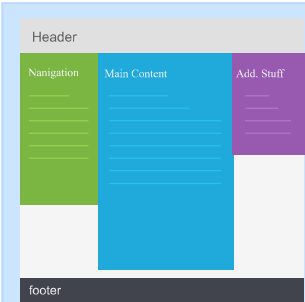 Header
Nanigation
Main Content
Add. Stuff
footer